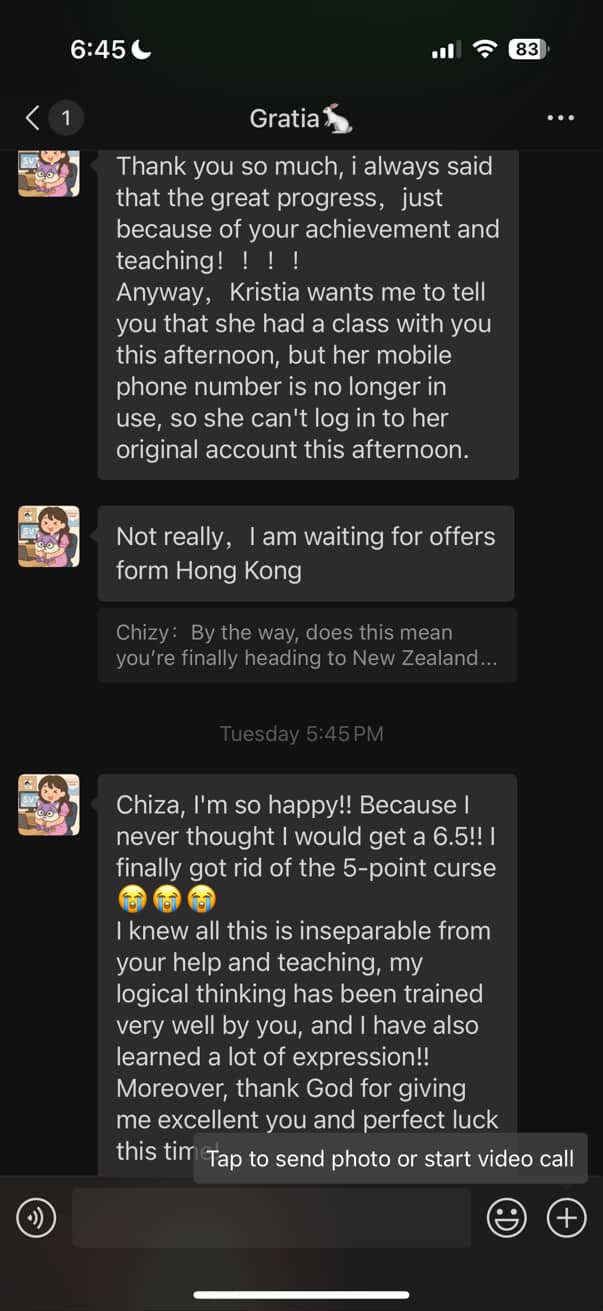 6:45
83
1
Gratia🐇
Thank you so much, i always said
that the great progress，just
because of your achievement and
teaching！！！！
Anyway，Kristia wants me to tell
you that she had a class with you
this afternoon, but her mobile
phone number is no longer in
use, so she can't log in to her
original account this afternoon.
Not really，I am waiting for offers
form Hong Kong
Chizy：By the way, does this mean
you’re finally heading to New Zealand...
Tuesday 5:45 PM
Chiza, I'm so happy!! Because I
never thought I would get a 6.5!! I
finally got rid of the 5-point curse
😭😭😭
I knew all this is inseparable from
your help and teaching, my
logical thinking has been trained
very well by you, and I have also
learned a lot of expression!!
Moreover, thank God for giving
me excellent you and perfect luck
this time!
Tap to send photo or start video call